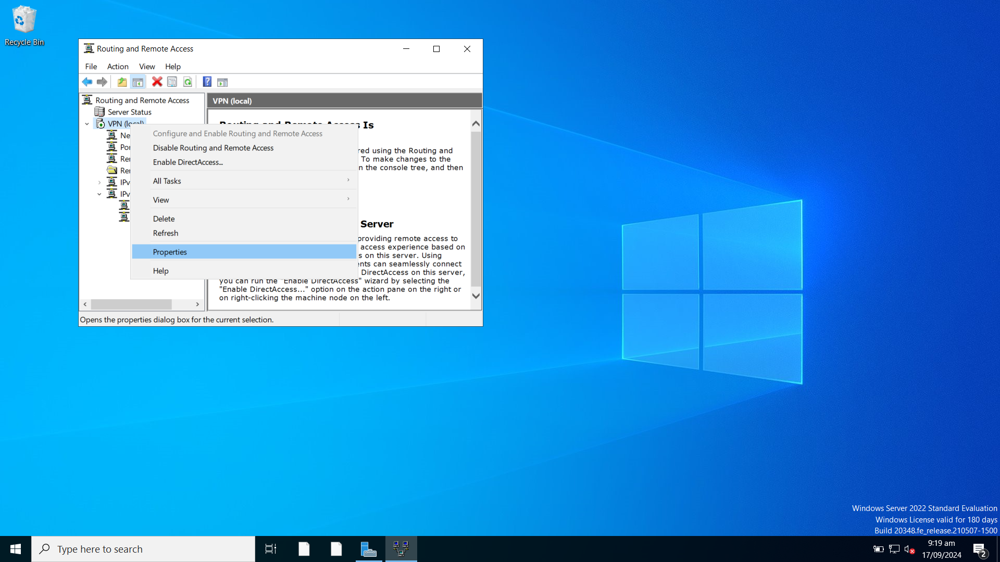 Recycle Bin
Routing and Remote Access
File Action View Help
Routing and Remote Access
Server Status
VPN (local)
Ne
Por
Rer
Rer
IPv
IPv
VPN (local)
Routing and Remote Access Is
red using the Routing and
To make changes to the
n the console tree, and then
Server
providing remote access to
access experience based on
s on this server. Using
ents can seamlessly connect
DirectAccess on this server,
you can run the "Enable DirectAccess" wizard by selecting the
"Enable DirectAccess..." option on the action pane on the right or
on right-clicking the machine node on the left.
Configure and Enable Routing and Remote Access
Disable Routing and Remote Access
Enable DirectAccess...
All Tasks
View
Delete
Refresh
Properties
Help
Opens the properties dialog box for the current selection.
Windows Server 2022 Standard Evaluation
Windows License valid for 180 days
Build 20348.fe_release.210507-1500
Type here to search
9:19 am
17/09/2024
2